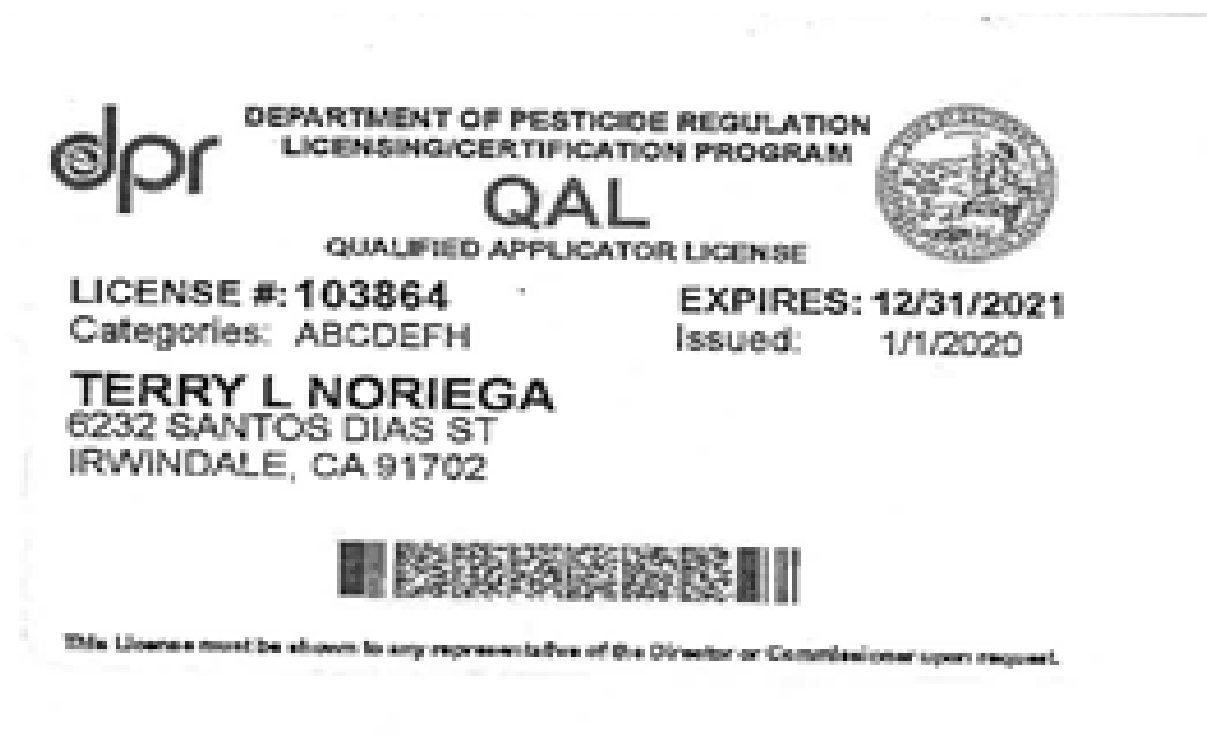 dpr
DEPARTMENT OF PESTICIDE REGULATION
LICENSING/CERTIFICATION PROGRAM
QAL
QUALIFIED APPLICATOR LICENSE
LICENSE #: 103864
EXPIRES: 12/31/2021
Categories: ABCDEFH
Issued: 1/1/2020
TERRY L NORIEGA
6232 SANTOS DIAS ST
IRWINDALE, CA 91702
This License must be shown to any representative of the Director or Commissioner upon request.